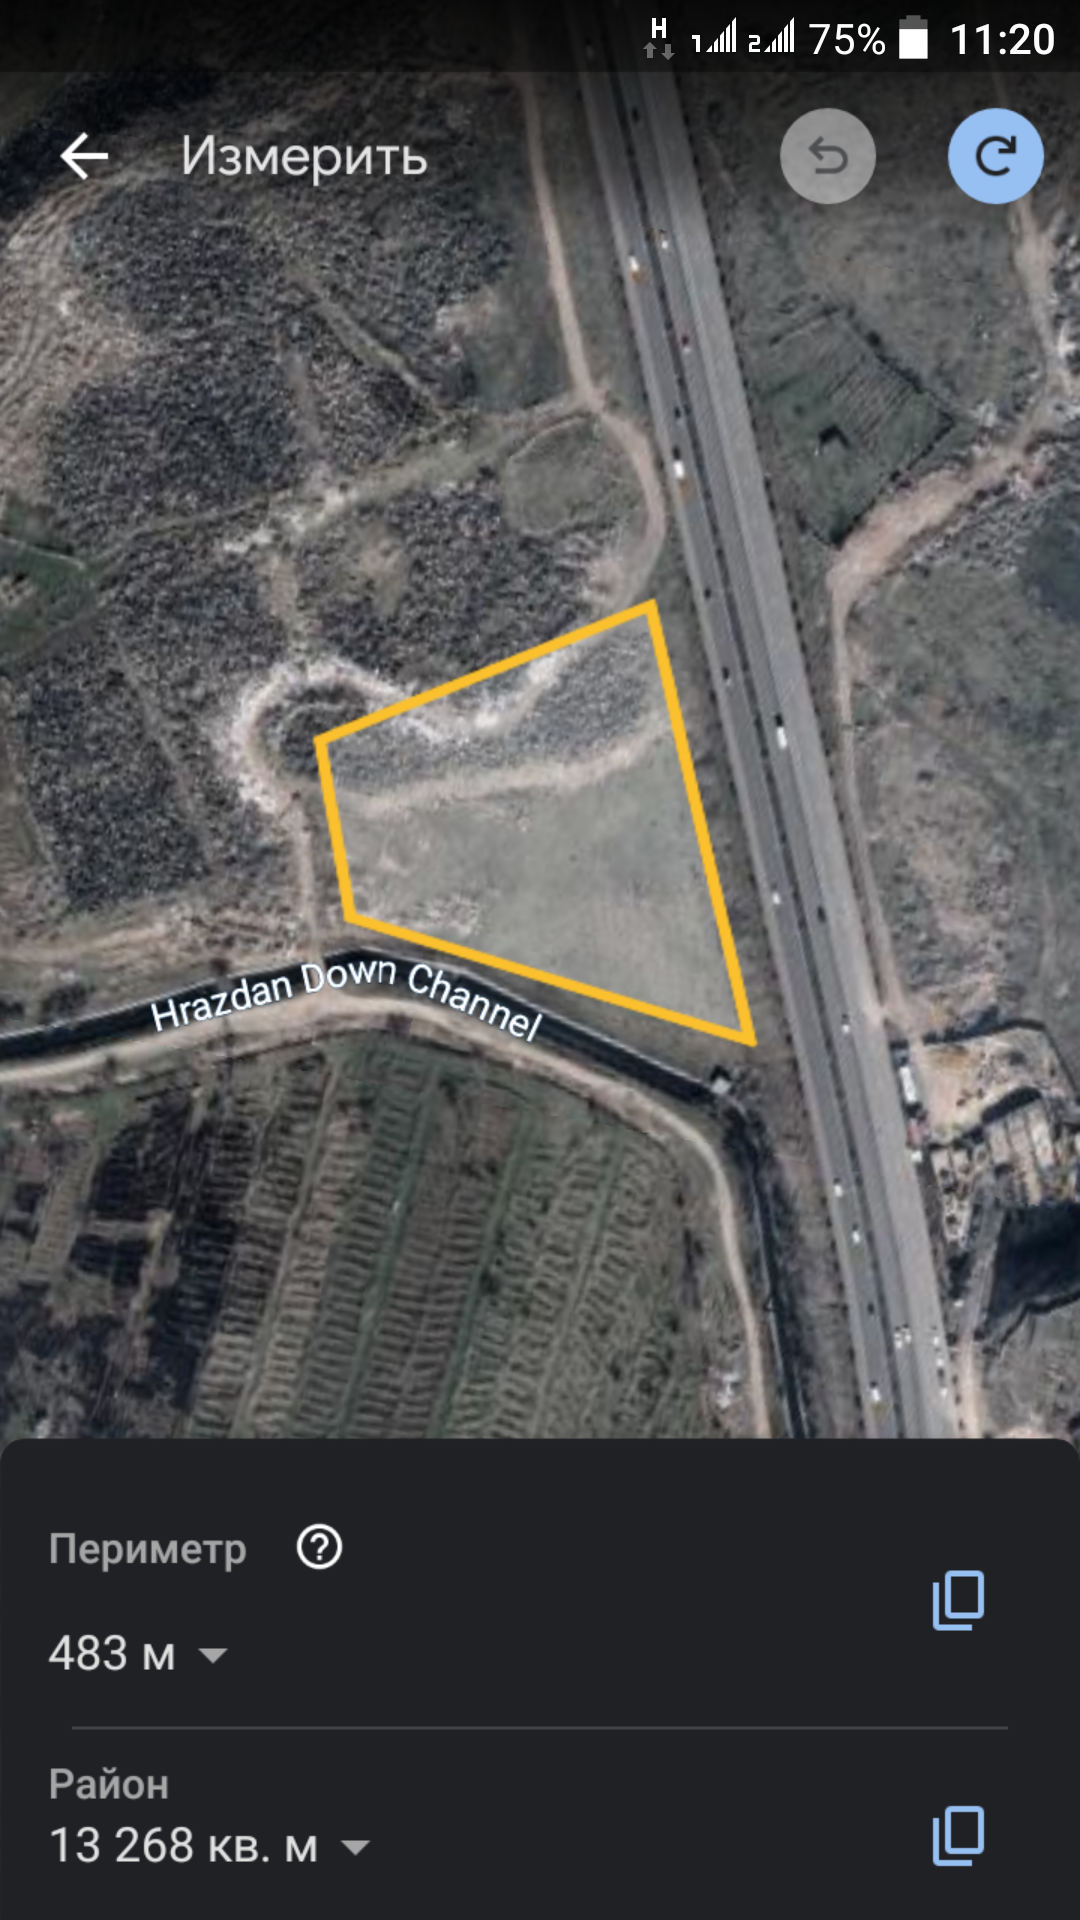 H 1 2 75% 11:20
Измерить
Hrazdan Down Channel
Периметр ?
483 м
Район
13 268 кв. м